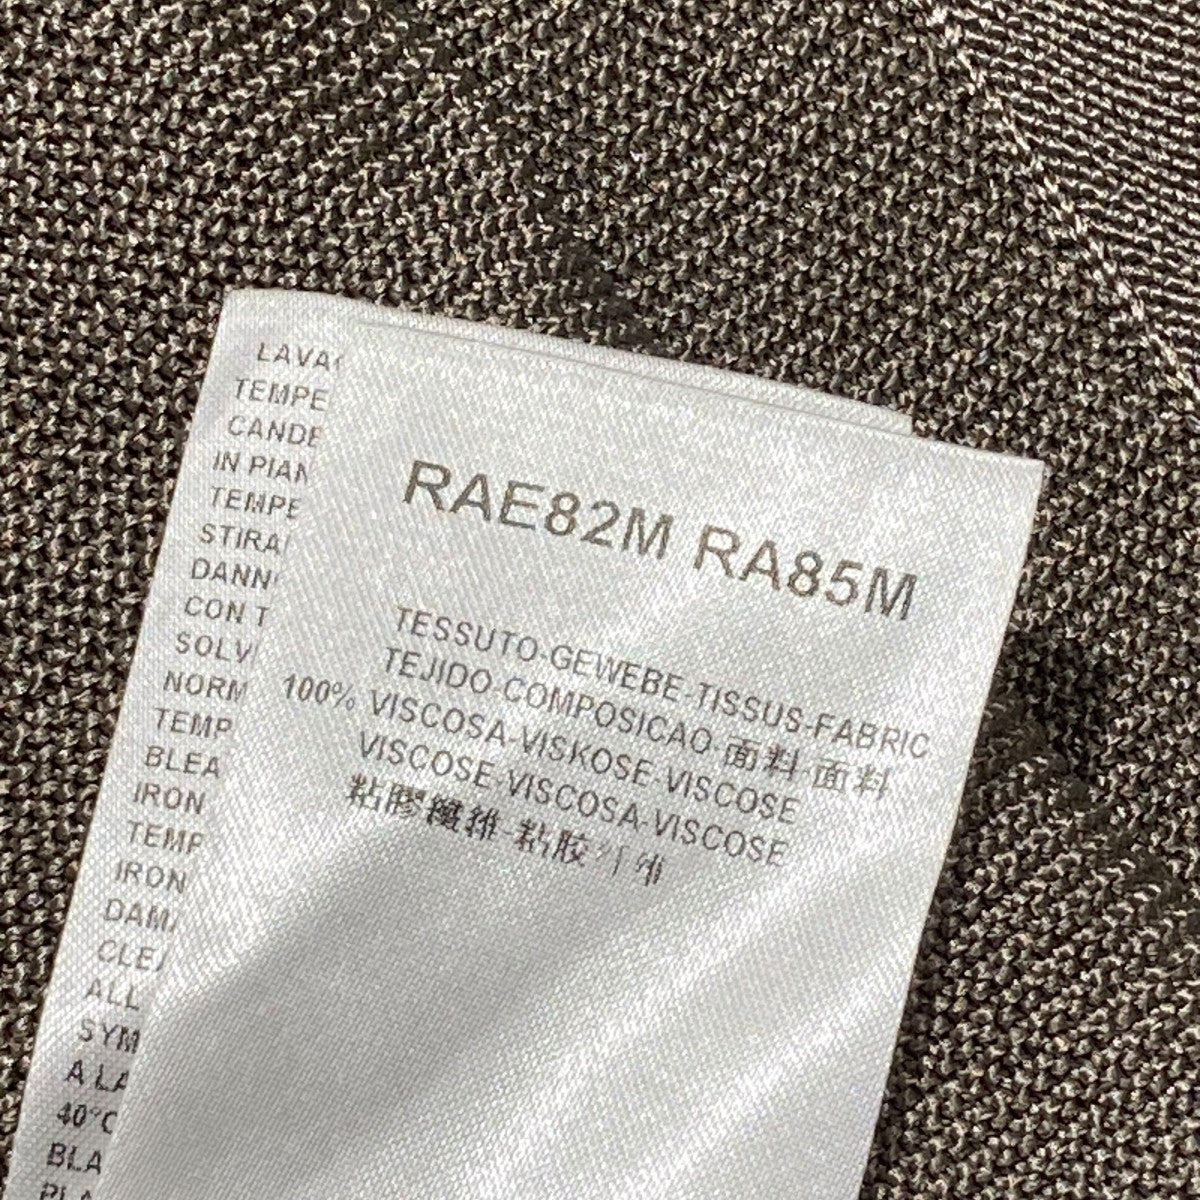 RAE82M RA85M
TESSUTO-GEWEBE-TISSUS-FABRIC
TEJIDO-COMPOSICAO-面料-面料
100% VISCOSA-VISKOSE-VISCOSE
VISCOSE-VISCOSA-VISCOSE
粘膠纖維-粘胶纤维
LAVA
TEMPE
CANDE
IN PIAN
TEMPE
STIRA
DANN
CON T
SOLV
NORM
TEMP
BLEA
IRON
TEMP
IRON
DAMA
CLEA
ALL
SYM
A LA
40°C
BLA